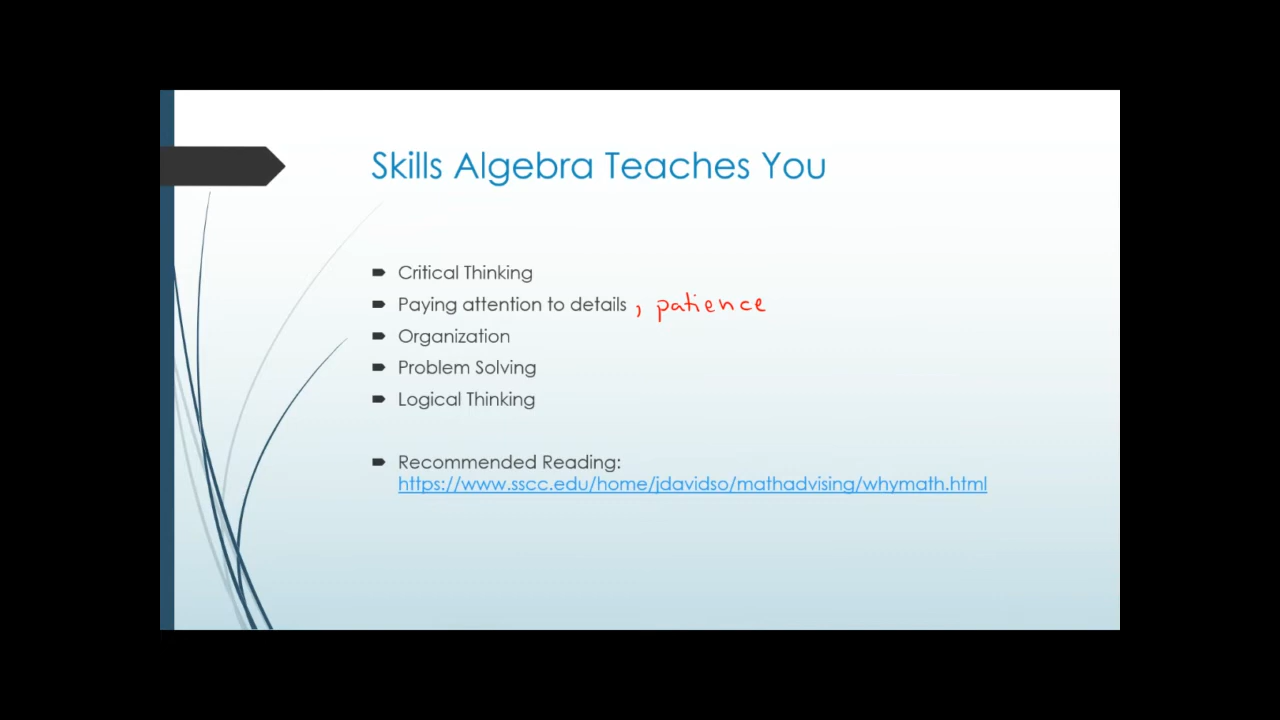 Skills Algebra Teaches You
Critical Thinking
Paying attention to details , patience
Organization
Problem Solving
Logical Thinking
Recommended Reading:
https://www.sscc.edu/home/jdavidso/mathadvising/whymath.html